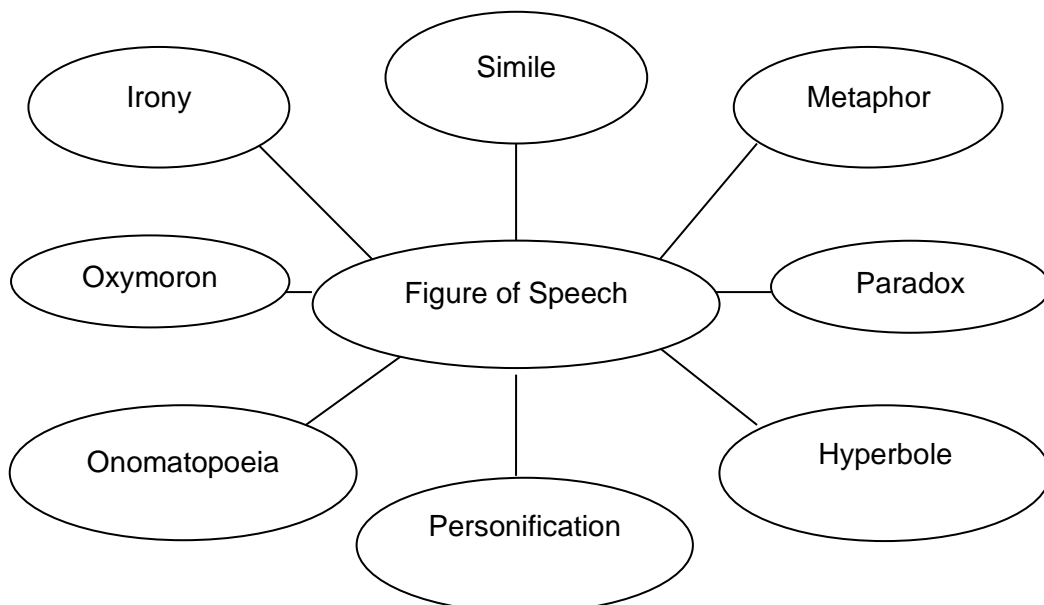 Simile
Irony
Metaphor
Oxymoron
Figure of Speech
Paradox
Onomatopoeia
Hyperbole
Personification